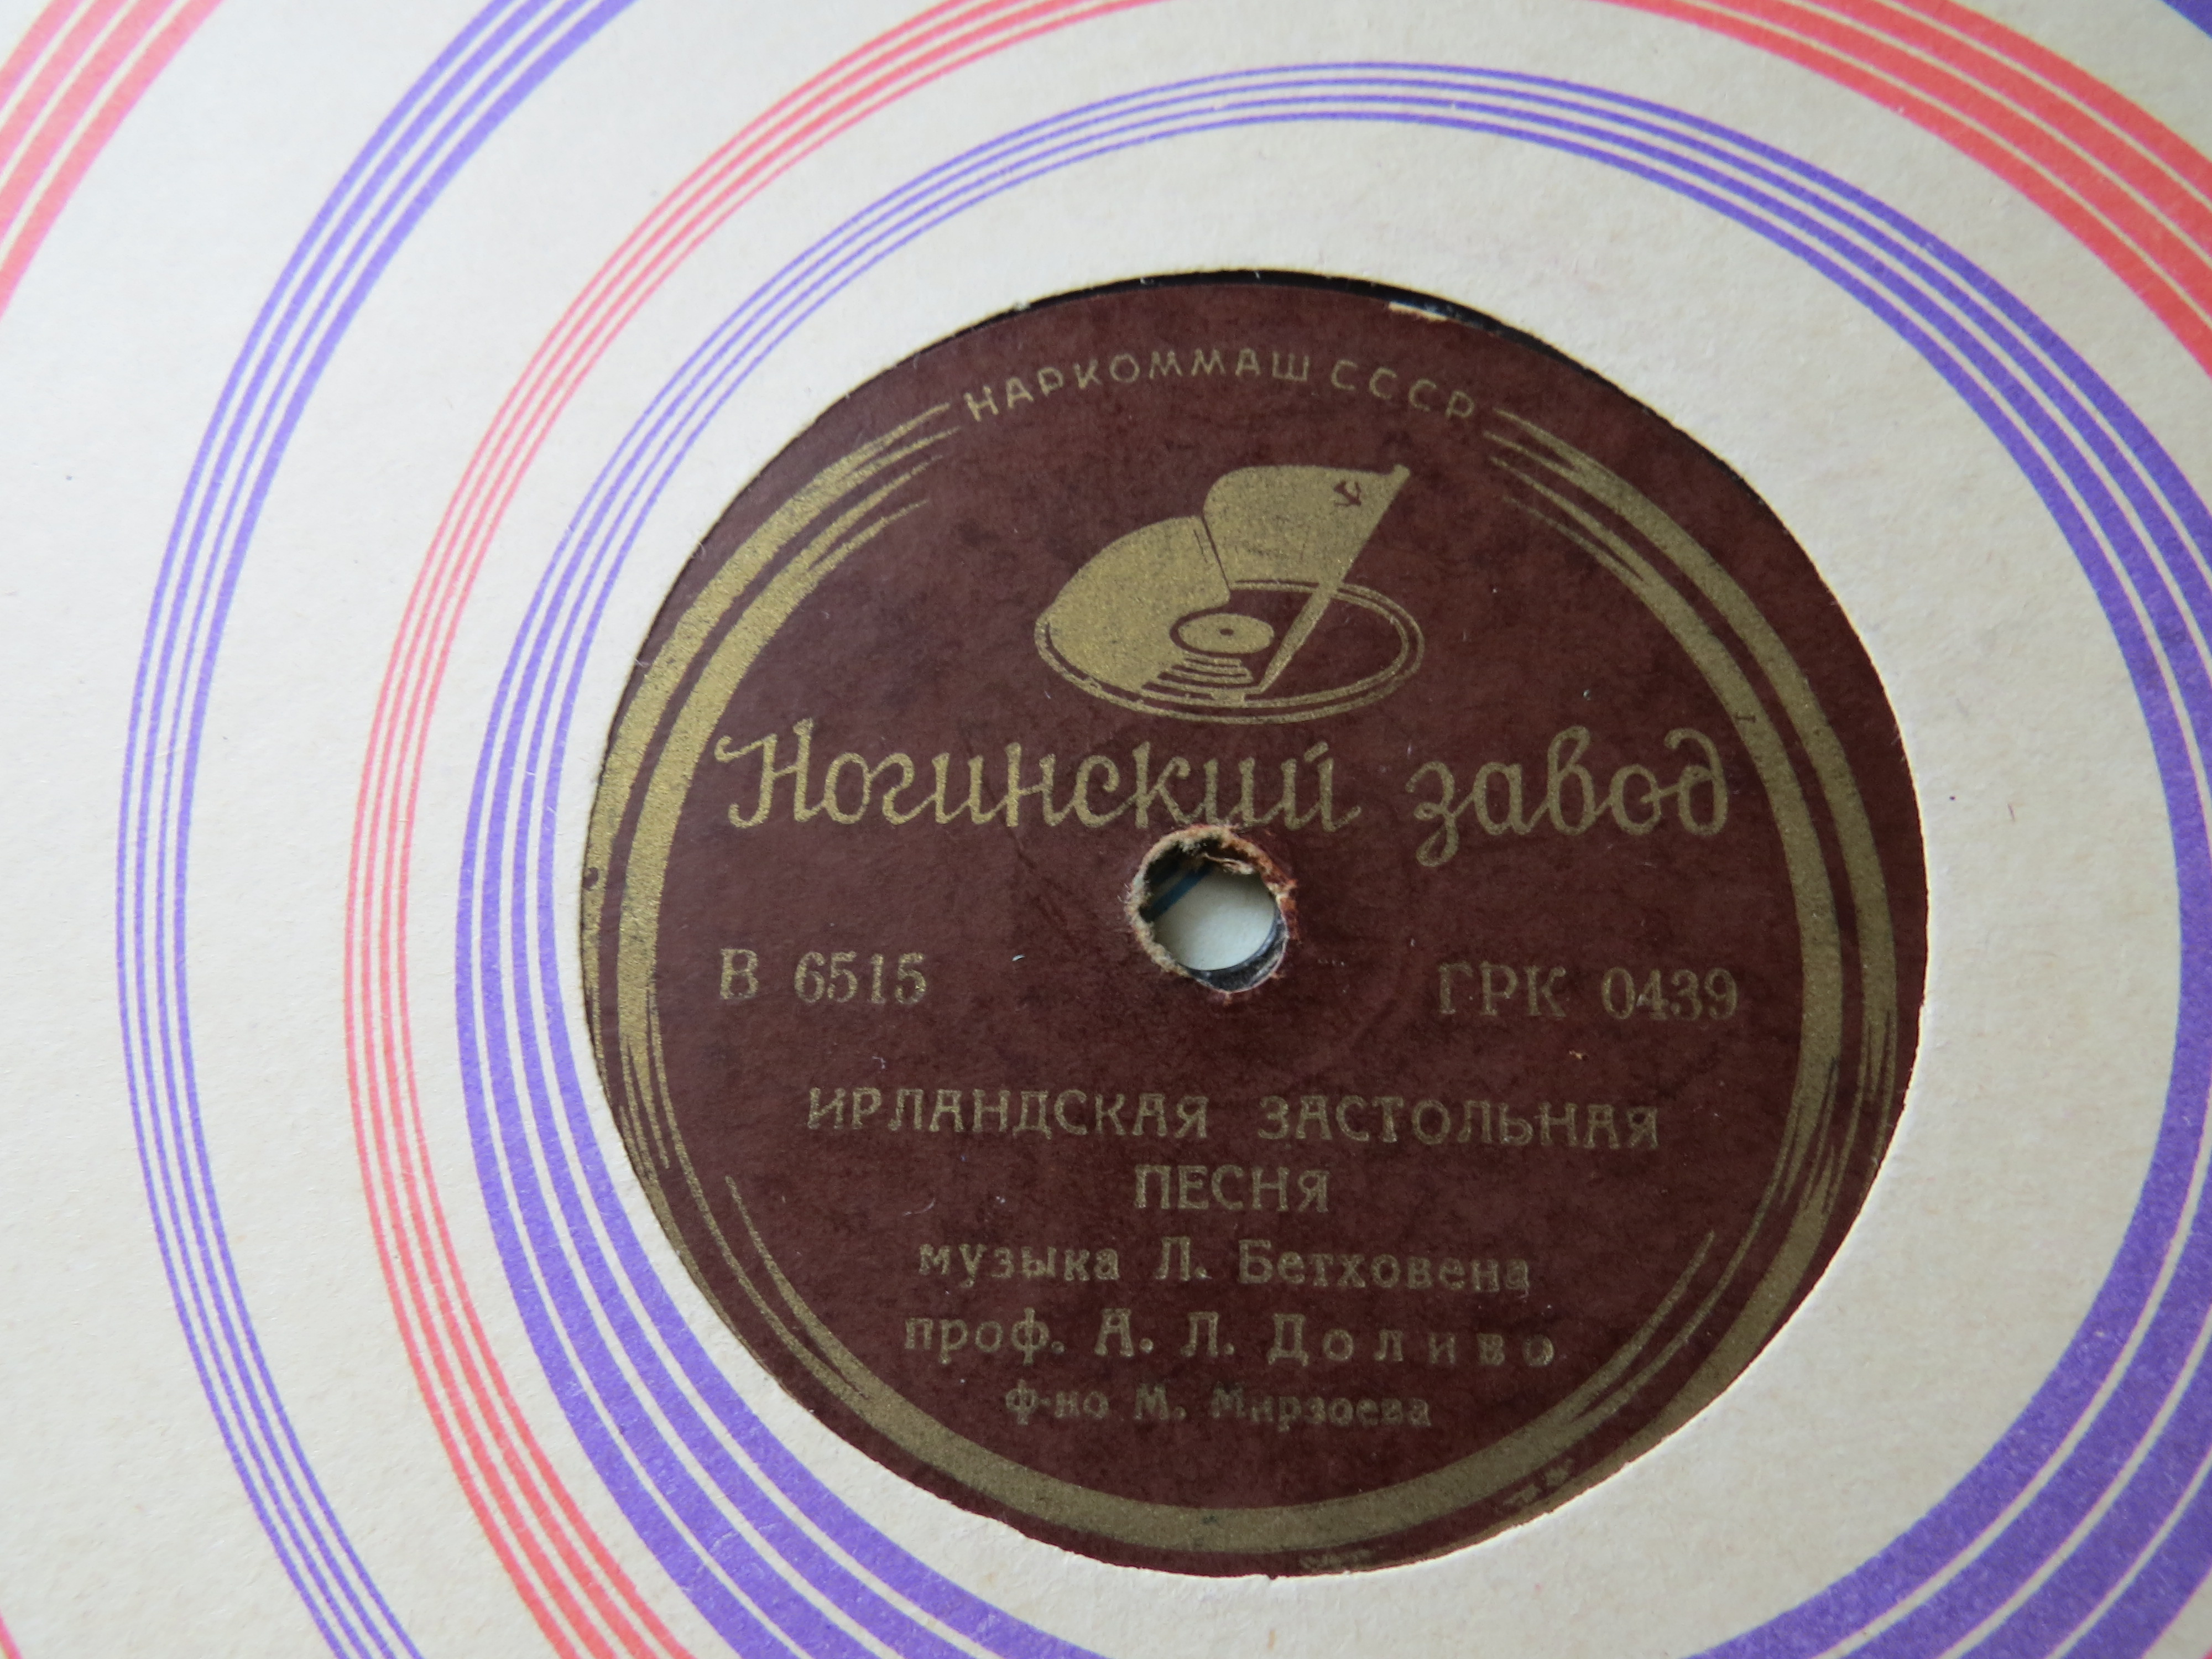 НАРКОММАШ СССР
Ногинский завод
В 6515 ГРК 0439
ИРЛАНДСКАЯ ЗАСТОЛЬНАЯ
ПЕСНЯ
музыка Л. Бетховена
проф. А. Л. Доливо
ф-но М. Мирзоева